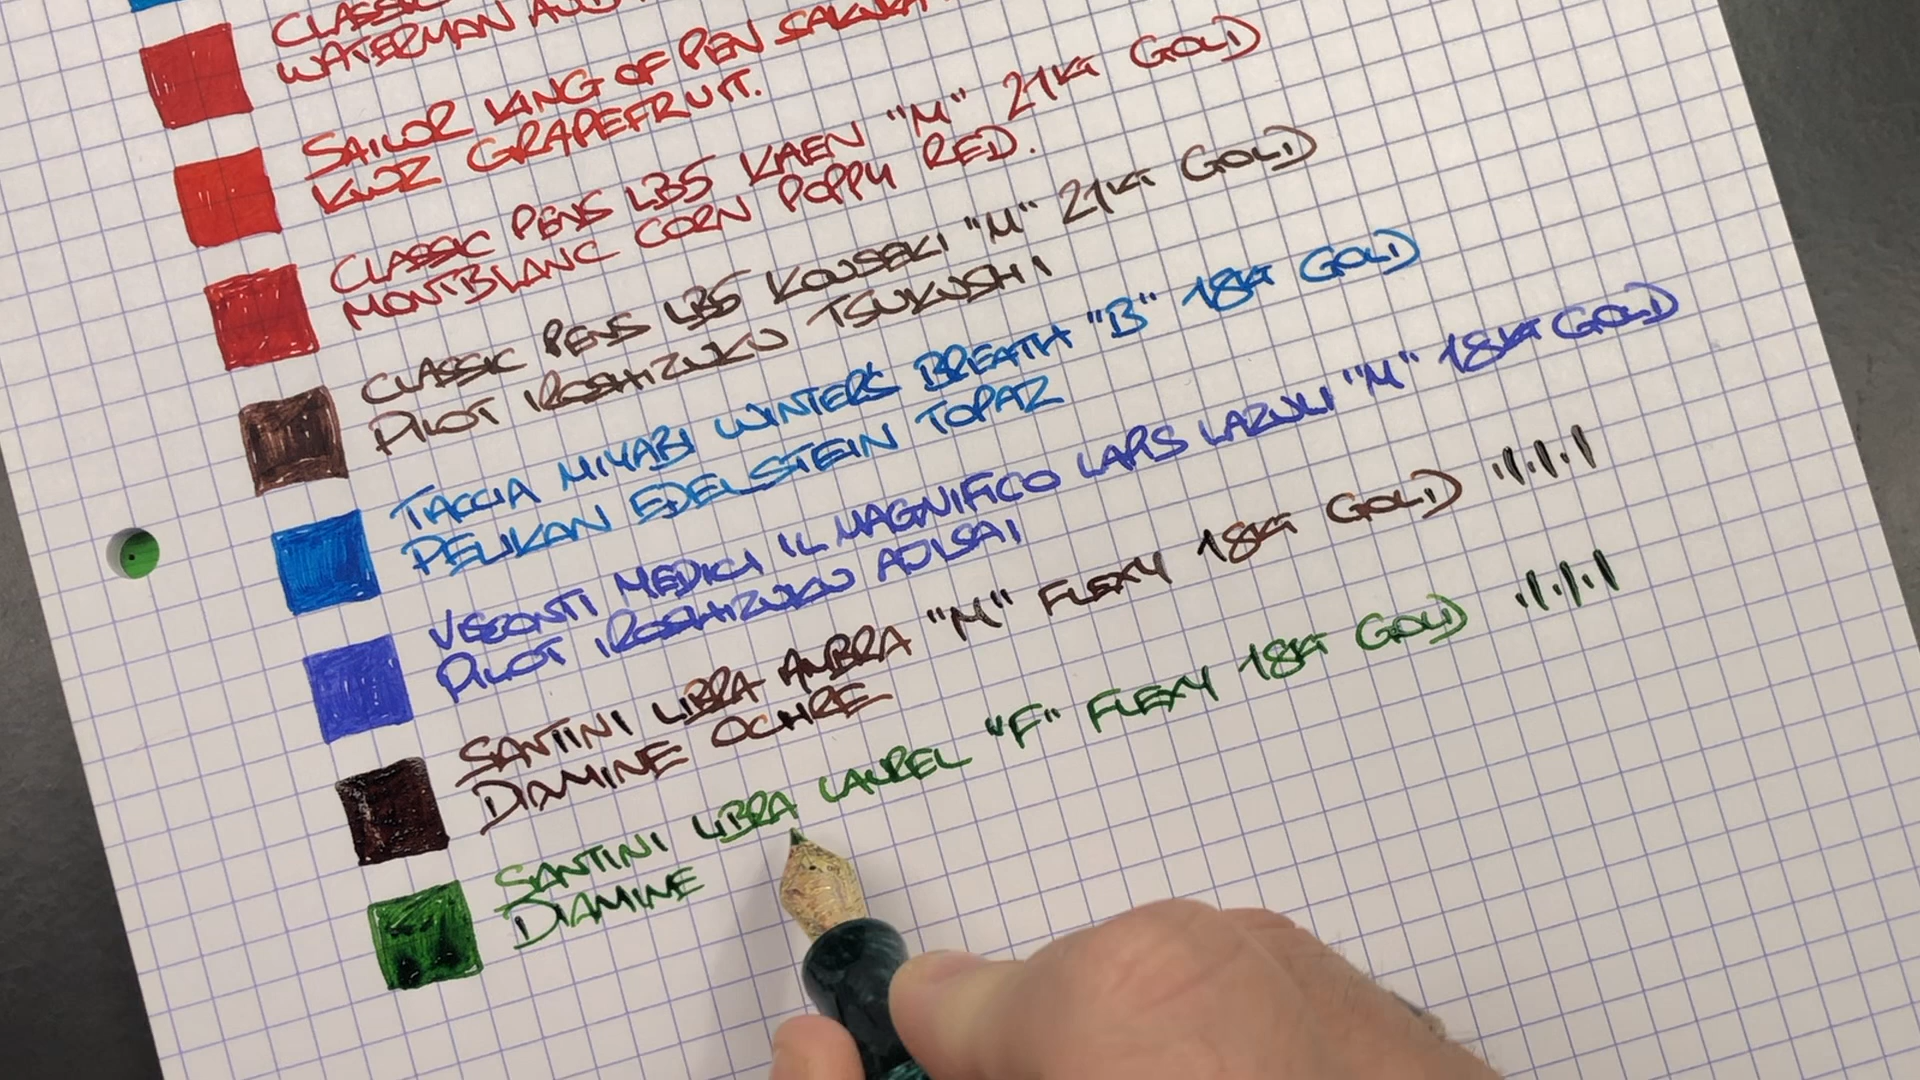 CLASSIC
WATERMAN
SAILOR KING OF PEN SAKURA
KWZ GRAPEFRUIT.
CLASSIC PENS LB5 KAEN "M" 21KT GOLD
MONTBLANC CORN POPPY RED.
CLASSIC PENS LB5 KOUSEKI "M" 21KT GOLD
PILOT IROSHIZUKU TSUKUSHI
TACCIA MIYABI WINTERS BREATH "B" 18KT GOLD
PELIKAN EDELSTEIN TOPAZ
VISCONTI MEDICI IL MAGNIFICO LAPIS LAZULI "M" 18KT GOLD
PILOT IROSHIZUKU AJISAI
SANTINI LIBRA AMBRA "M" FLEXY 18KT GOLD
DIAMINE OCHRE
SANTINI LIBRA LAUREL "F" FLEXY 18KT GOLD
DIAMINE